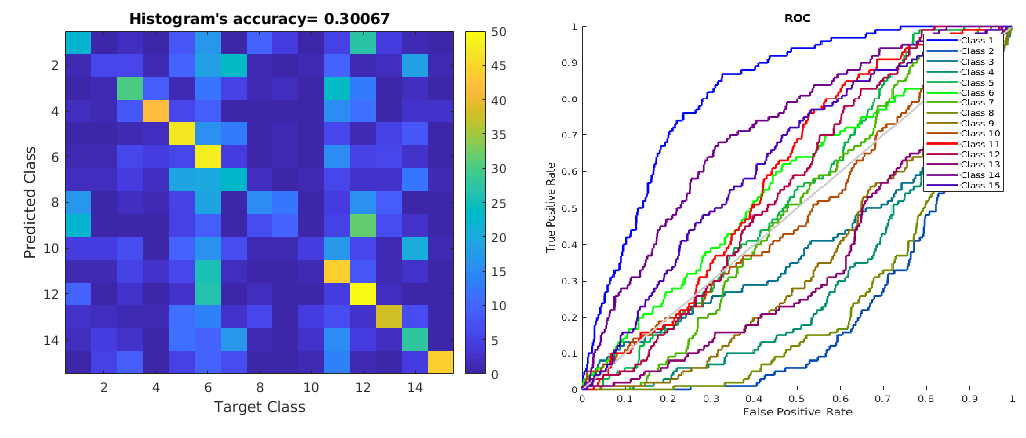 Histogram's accuracy= 0.30067
2
4
6
8
10
12
14
Predicted Class
2 4 6 8 10 12 14
Target Class
50
45
40
35
30
25
20
15
10
5
0
ROC
1
0.9
0.8
0.7
0.6
0.5
0.4
0.3
0.2
0.1
0
True Positive Rate
0 0.1 0.2 0.3 0.4 0.5 0.6 0.7 0.8 0.9 1
False Positive Rate
Class 1
Class 2
Class 3
Class 4
Class 5
Class 6
Class 7
Class 8
Class 9
Class 10
Class 11
Class 12
Class 13
Class 14
Class 15